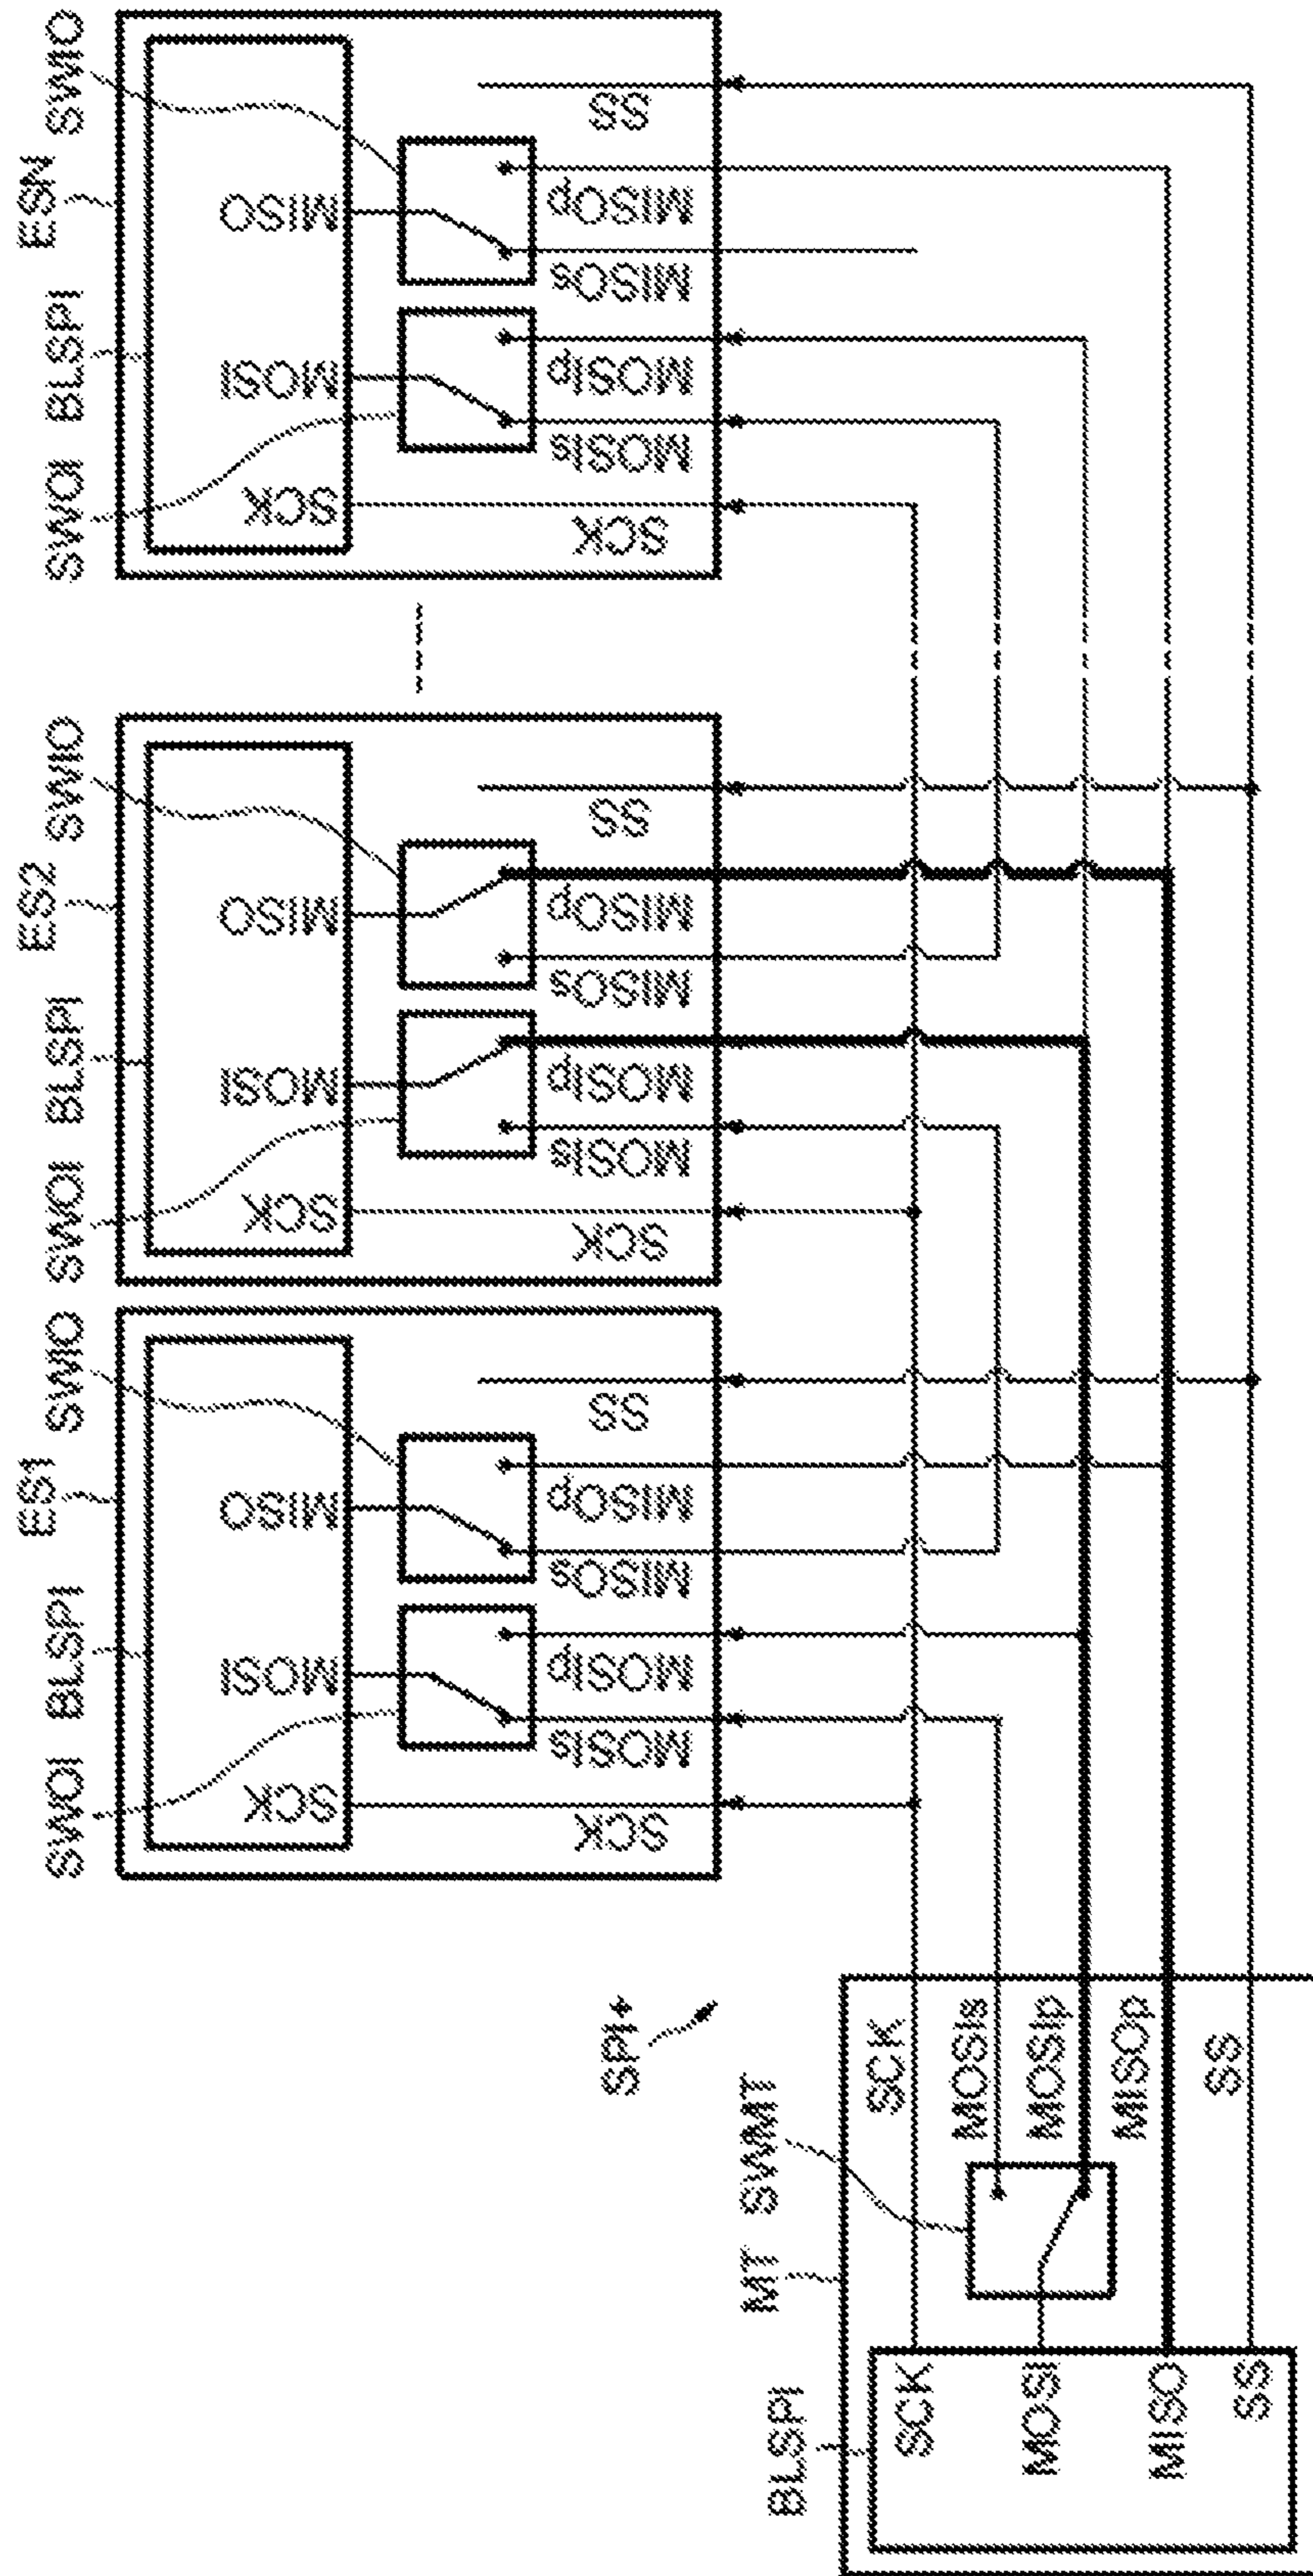 SWOI
BLSPI
ES1
SWIO
SWOI
BLSPI
ES2
SWIO
SWOI
BLSPI
ESN
SWIO
SCK
MOSI
MISO
SCK
MOSI
MISO
SCK
MOSI
MISO
SCK
MOSIs
MOSIp
MISOs
MISOp
SS
SCK
MOSIs
MOSIp
MISOs
MISOp
SS
SCK
MOSIs
MOSIp
MISOs
MISOp
SS
SPI+
BLSPI
MT
SWMT
SCK
SCK
MOSI
MOSIs
MOSIp
MISO
MISOp
SS
SS